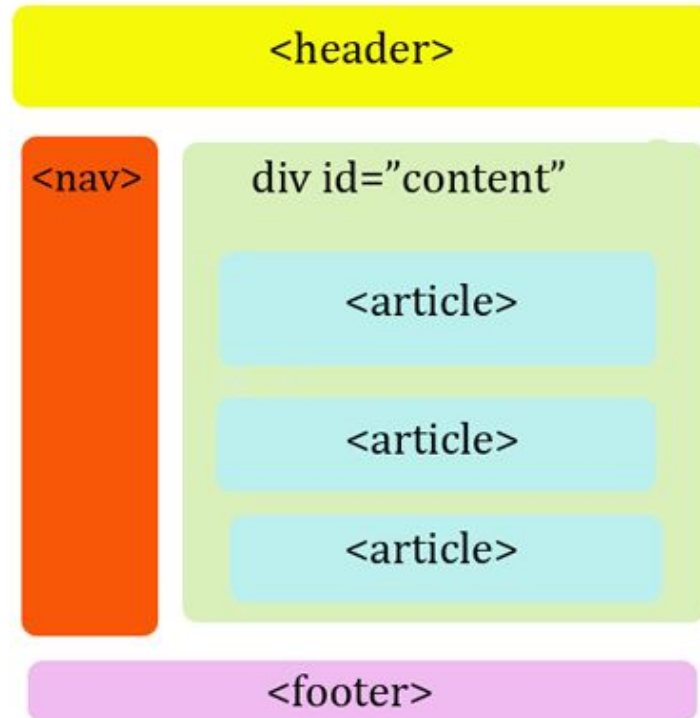 <header>
<nav>
div id=”content”
<article>
<article>
<article>
<footer>